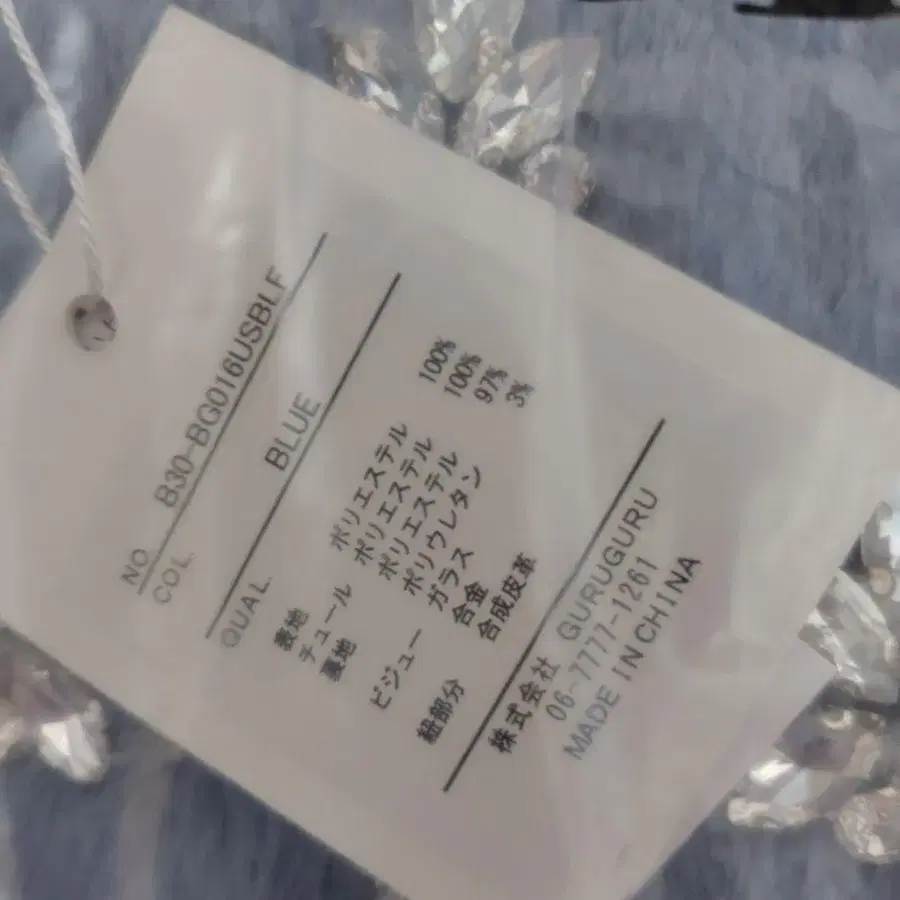 NO. B30-BG016USBLF
COL. BLUE
QUAL.
表地 ポリエステル 100%
チュール ポリエステル 100%
裏地 ポリエステル 97%
ポリウレタン 3%
ビジュー ガラス
合金
紐部分 合成皮革
株式会社 GURUGURU
06-7777-1261
MADE IN CHINA